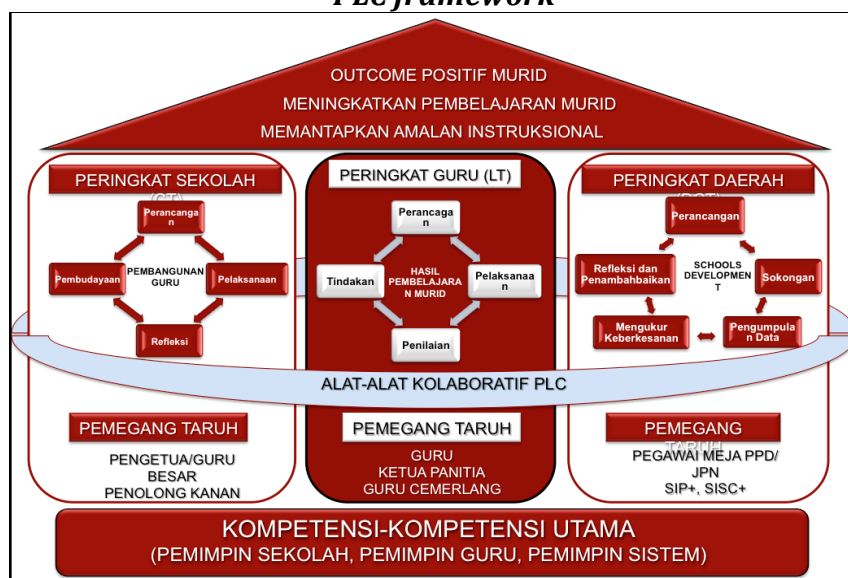 PLC framework
OUTCOME POSITIF MURID
MENINGKATKAN PEMBELAJARAN MURID
MEMANTAPKAN AMALAN INSTRUKSIONAL
PERINGKAT SEKOLAH
Perancanga
n
Pembudayaan
PEMBANGUNAN
GURU
Pelaksanaan
Refleksi
PERINGKAT GURU (LT)
Perancaga
n
Tindakan
HASIL
PEMBELAJARA
N MURID
Pelaksanaa
n
Penilaian
PERINGKAT DAERAH
Perancangan
Refleksi dan
Penambahbaikan
SCHOOLS
DEVELOPMEN
T
Sokongan
Mengukur
Keberkesanan
Pengumpula
n Data
ALAT-ALAT KOLABORATIF PLC
PEMEGANG TARUH
PENGETUA/GURU
BESAR
PENOLONG KANAN
PEMEGANG TARUH
GURU
KETUA PANITIA
GURU CEMERLANG
PEMEGANG
TARUH
PEGAWAI MEJA PPD/
JPN
SIP+, SISC+
KOMPETENSI-KOMPETENSI UTAMA
(PEMIMPIN SEKOLAH, PEMIMPIN GURU, PEMIMPIN SISTEM)